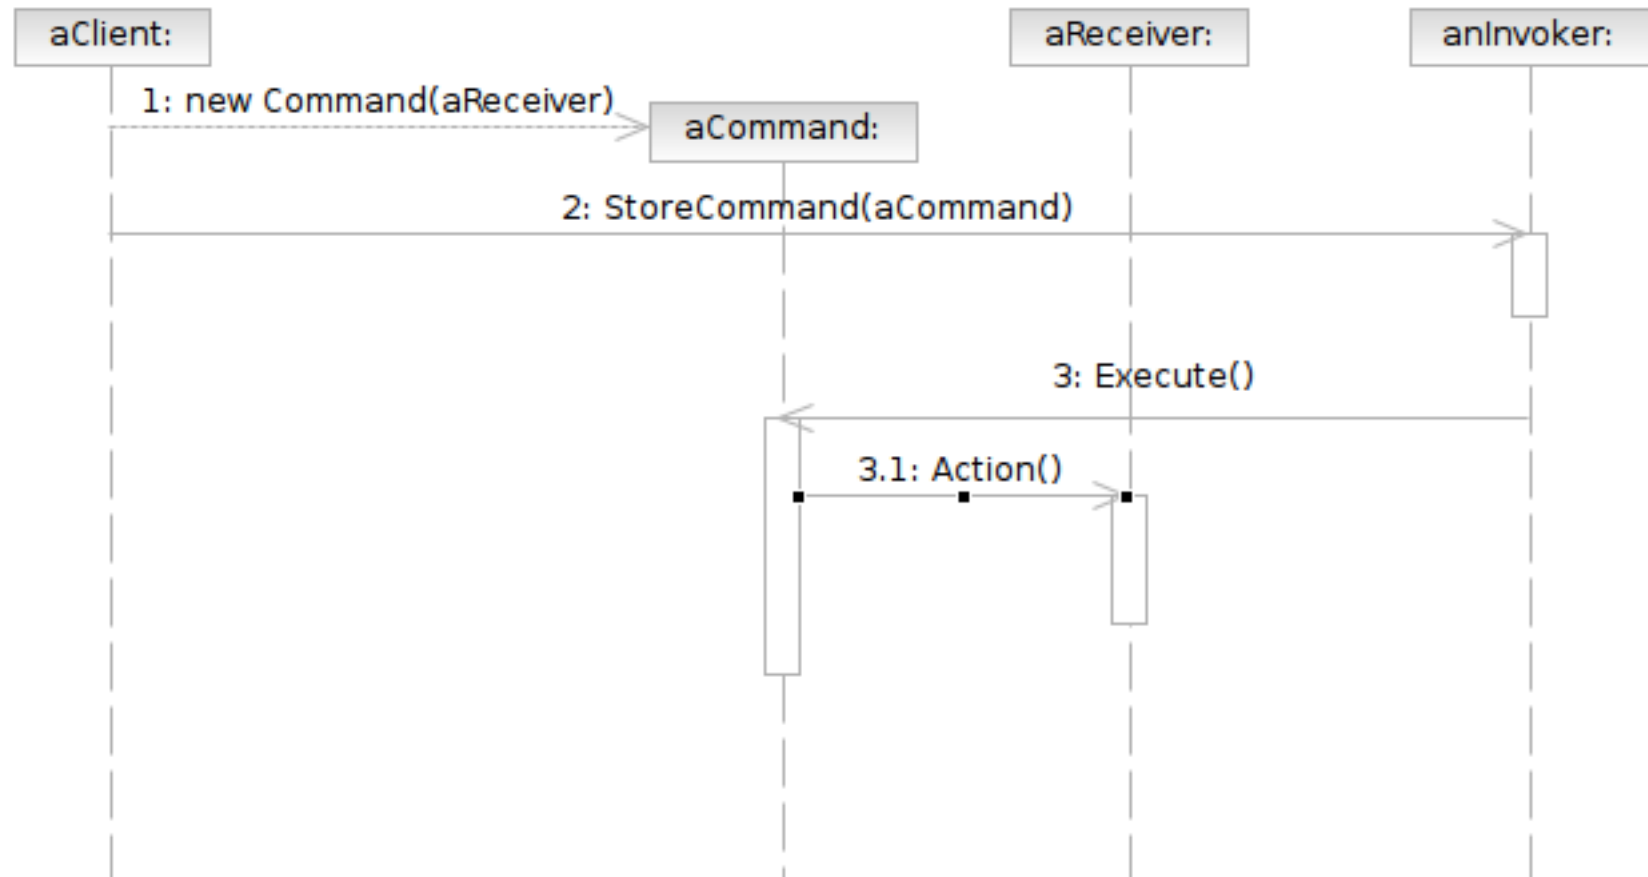 aClient:
aReceiver:
anInvoker:
1: new Command(aReceiver)
aCommand:
2: StoreCommand(aCommand)
3: Execute()
3.1: Action()